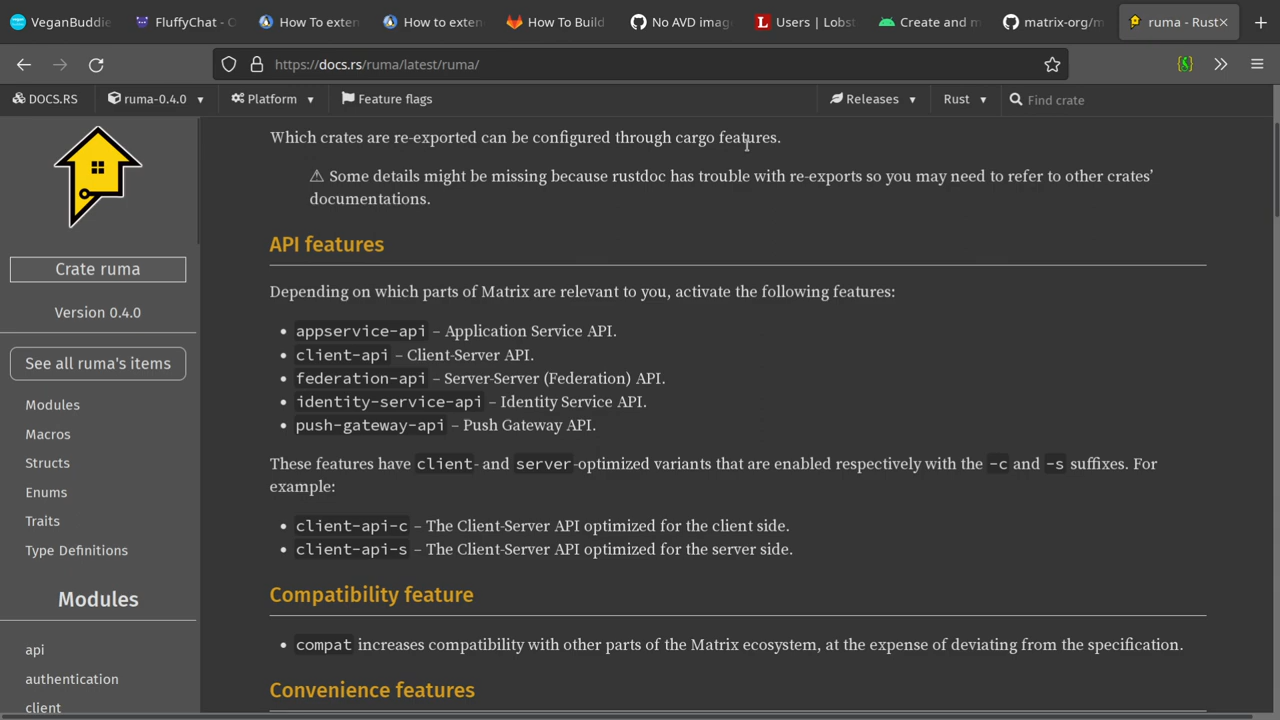 VeganBuddie
FluffyChat - O
How To exten
How to exten
How To Build
No AVD imag
Users | Lobst
Create and m
matrix-org/m
ruma - Rust
https://docs.rs/ruma/latest/ruma/
DOCS.RS
ruma-0.4.0
Platform
Feature flags
Releases
Rust
Find crate
Which crates are re-exported can be configured through cargo features.
⚠ Some details might be missing because rustdoc has trouble with re-exports so you may need to refer to other crates’
documentations.
API features
Depending on which parts of Matrix are relevant to you, activate the following features:
• appservice-api – Application Service API.
• client-api – Client-Server API.
• federation-api – Server-Server (Federation) API.
• identity-service-api – Identity Service API.
• push-gateway-api – Push Gateway API.
These features have client- and server-optimized variants that are enabled respectively with the -c and -s suffixes. For
example:
• client-api-c – The Client-Server API optimized for the client side.
• client-api-s – The Client-Server API optimized for the server side.
Compatibility feature
• compat increases compatibility with other parts of the Matrix ecosystem, at the expense of deviating from the specification.
Convenience features
Crate ruma
Version 0.4.0
See all ruma's items
Modules
Macros
Structs
Enums
Traits
Type Definitions
Modules
api
authentication
client